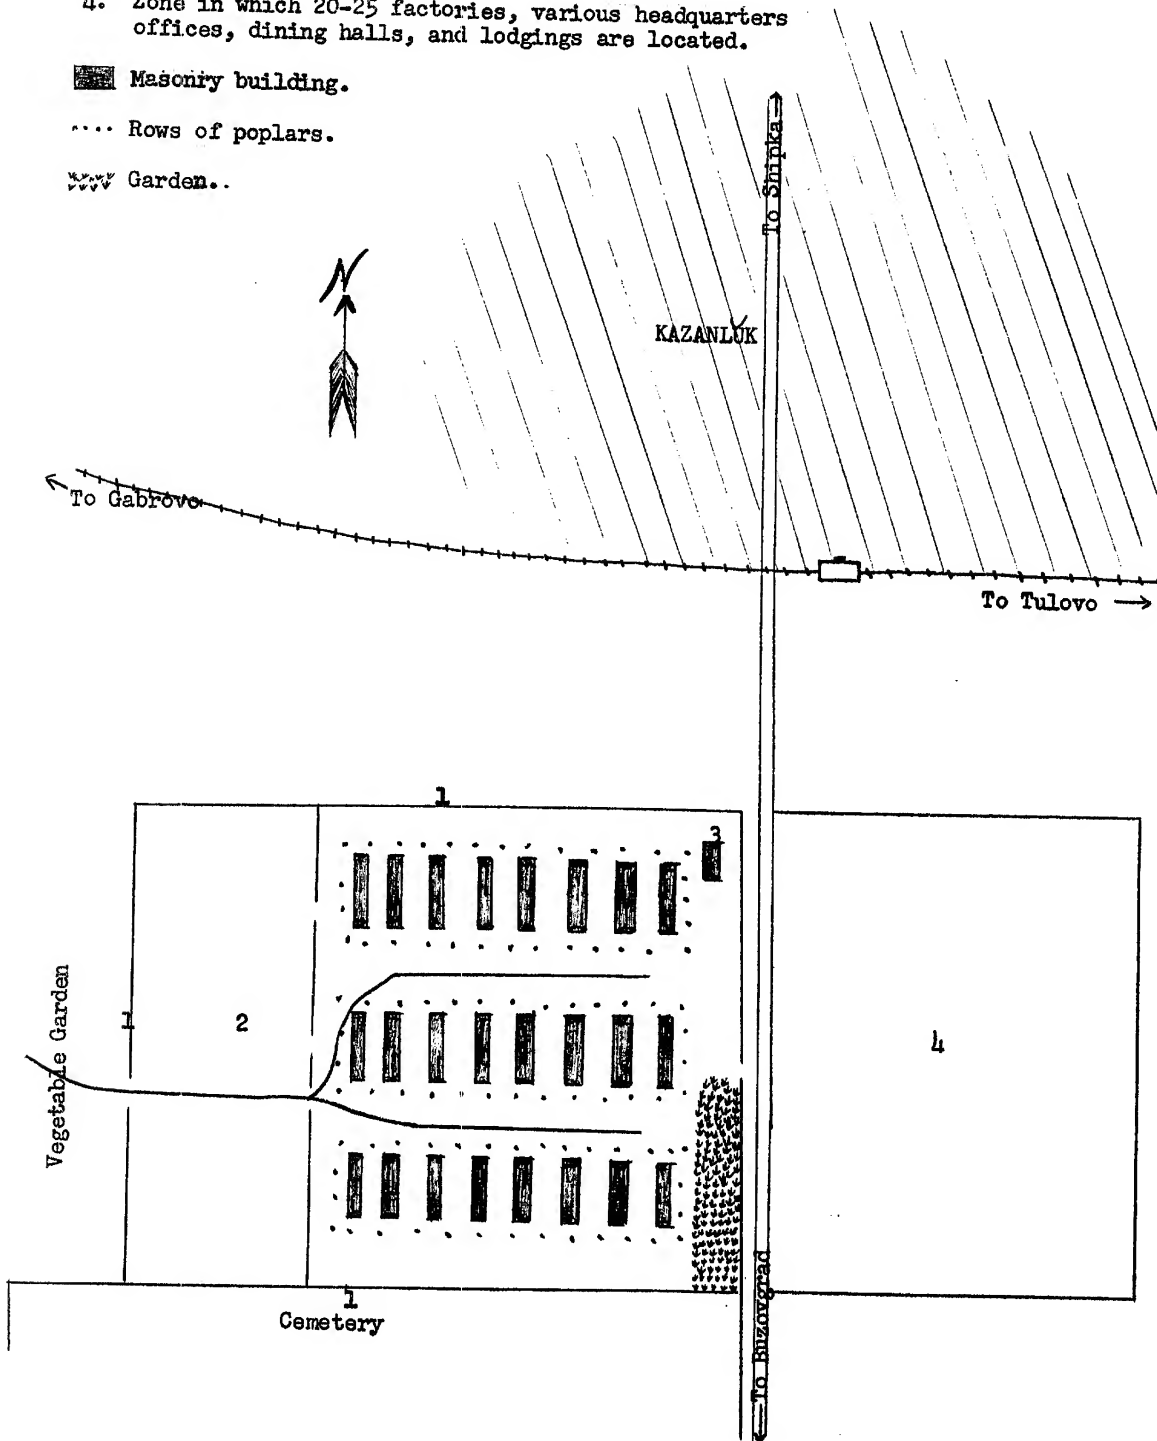 4. Zone in which 20-25 factories, various headquarters
offices, dining halls, and lodgings are located.
Masonry building.
.... Rows of poplars.
Garden..
To Shipka
N
KAZANLŬK
To Gabrovo
To Tulovo
1
3
Vegetable Garden
1
2
4
1
Cemetery
To Buzovgrad